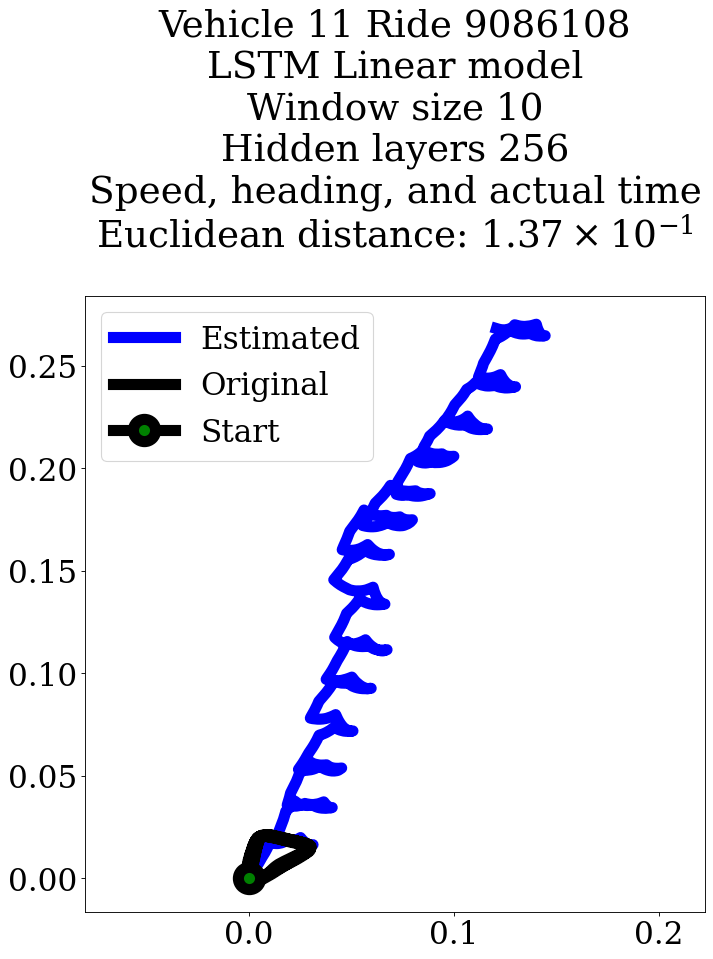 Vehicle 11 Ride 9086108
LSTM Linear model
Window size 10
Hidden layers 256
Speed, heading, and actual time
Euclidean distance: 1.37 × 10⁻¹
Estimated
Original
Start
0.25
0.20
0.15
0.10
0.05
0.00
0.0 0.1 0.2